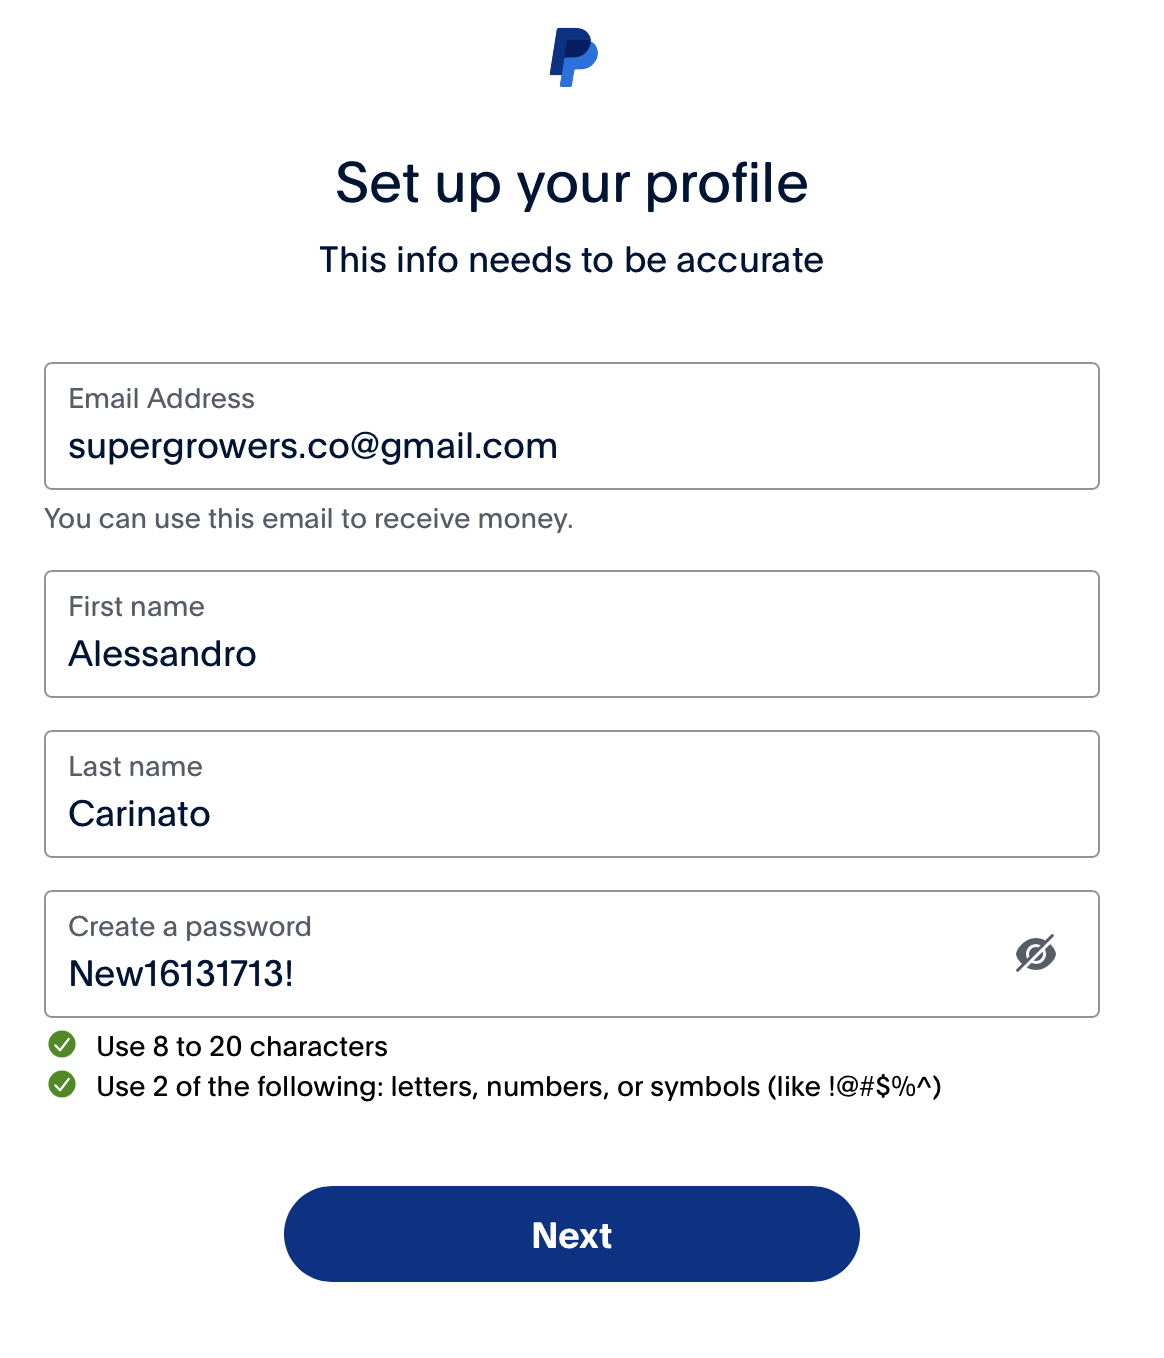 Set up your profile
This info needs to be accurate
Email Address
supergrowers.co@gmail.com
You can use this email to receive money.
First name
Alessandro
Last name
Carinato
Create a password
New16131713!
Use 8 to 20 characters
Use 2 of the following: letters, numbers, or symbols (like !@#$%^)
Next